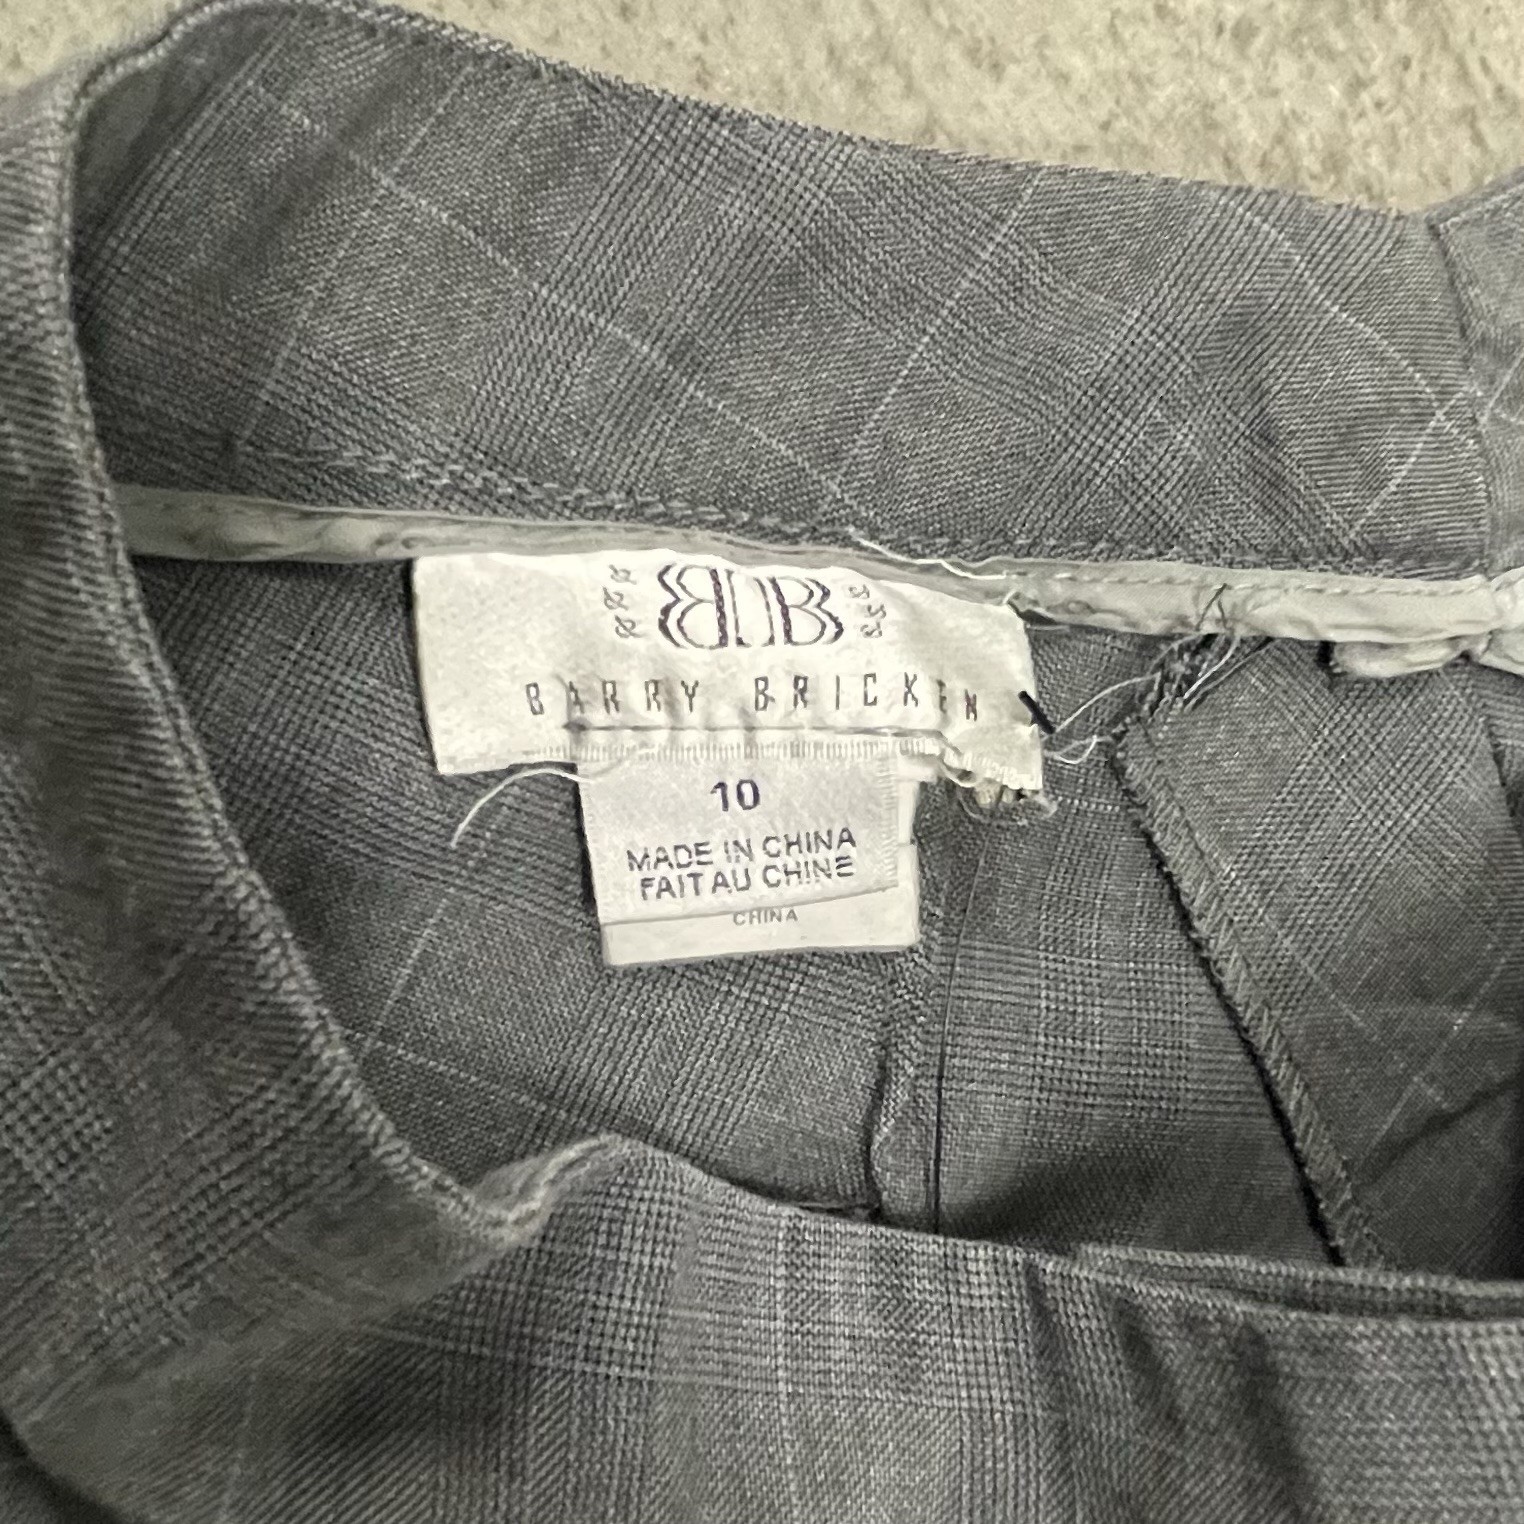 BB
BARRY BRICKEN
10
MADE IN CHINA
FAIT AU CHINE
CHINA